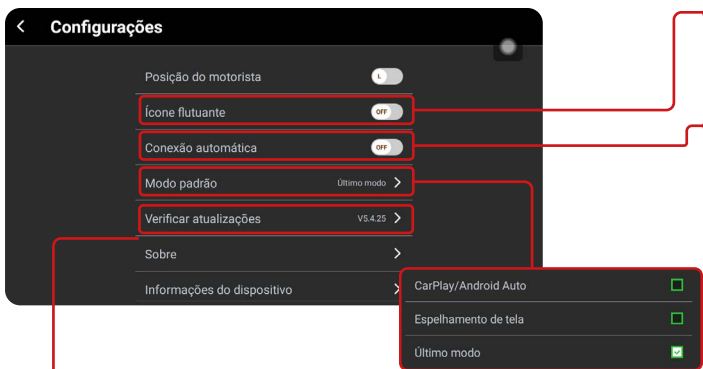 Configurações
Posição do motorista L
Ícone flutuante OFF
Conexão automática OFF
Modo padrão Último modo
Verificar atualizações V5.4.25
Sobre
Informações do dispositivo
CarPlay/Android Auto
Espelhamento de tela
Último modo